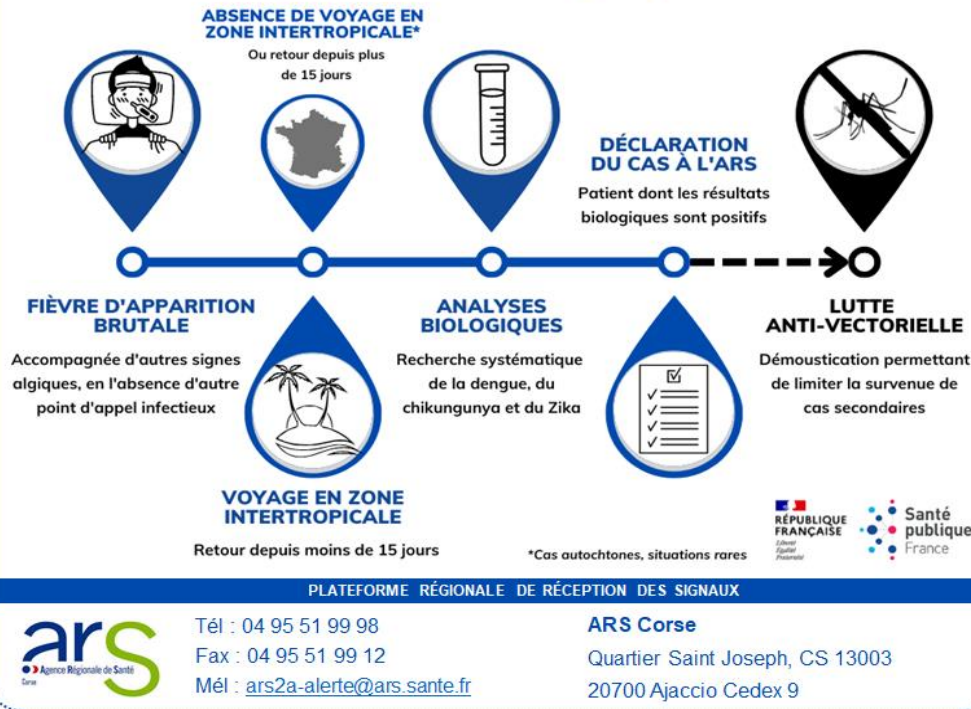 ABSENCE DE VOYAGE EN
ZONE INTERTROPICALE*
Ou retour depuis plus
de 15 jours
DÉCLARATION
DU CAS À L'ARS
Patient dont les résultats
biologiques sont positifs
FIÈVRE D'APPARITION
BRUTALE
Accompagnée d'autres signes
algiques, en l'absence d'autre
point d'appel infectieux
ANALYSES
BIOLOGIQUES
Recherche systématique
de la dengue, du
chikungunya et du Zika
LUTTE
ANTI-VECTORIELLE
Démoustication permettant
de limiter la survenue de
cas secondaires
VOYAGE EN ZONE
INTERTROPICALE
Retour depuis moins de 15 jours
*Cas autochtones, situations rares
RÉPUBLIQUE
FRANÇAISE
Liberté
Égalité
Fraternité
Santé
publique
France
PLATEFORME RÉGIONALE DE RÉCEPTION DES SIGNAUX
ars
Agence Régionale de Santé
Corse
Tél : 04 95 51 99 98
Fax : 04 95 51 99 12
Mél : ars2a-alerte@ars.sante.fr
ARS Corse
Quartier Saint Joseph, CS 13003
20700 Ajaccio Cedex 9